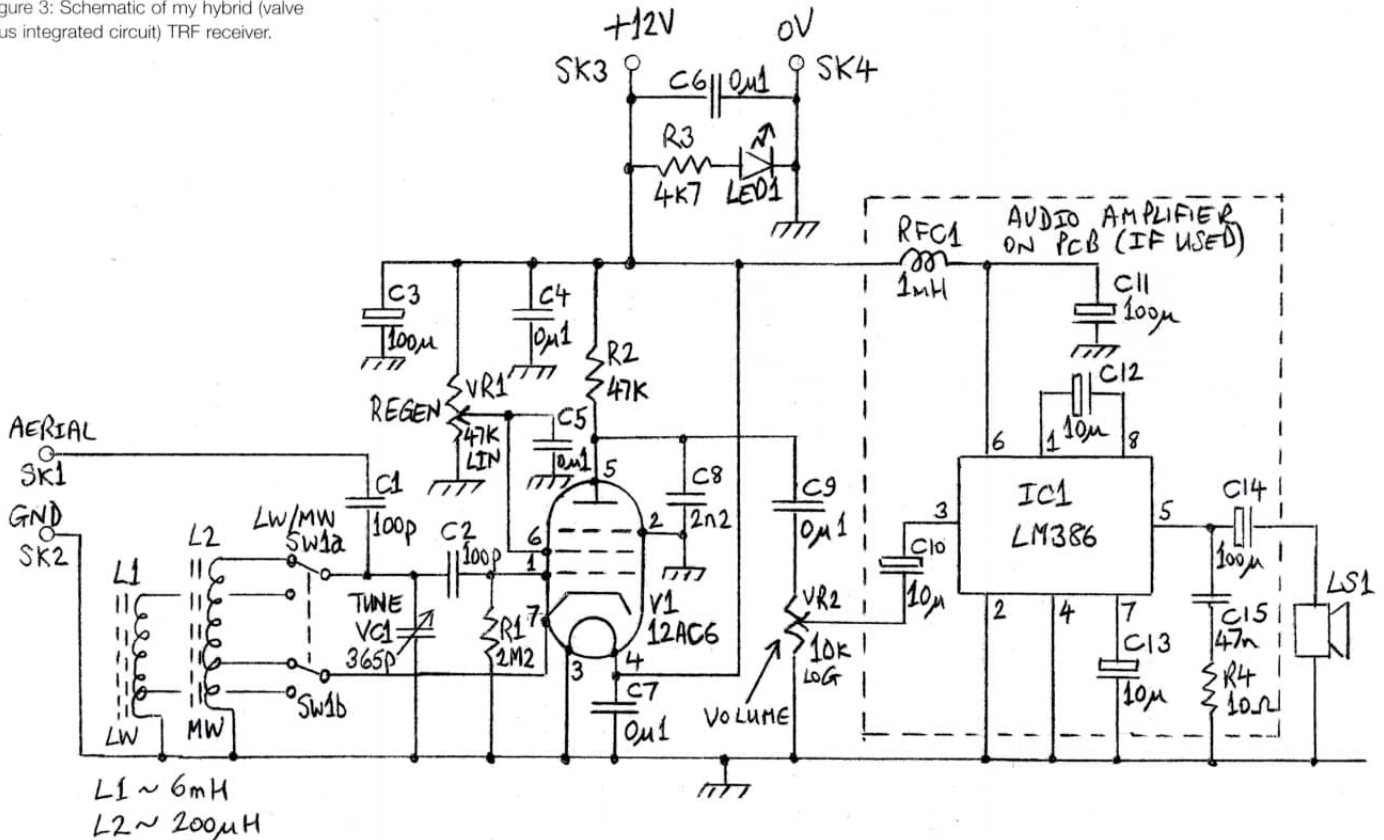 gure 3: Schematic of my hybrid (valve
us integrated circuit) TRF receiver.
+12V
0V
SK3
SK4
C6
0µ1
R3
4K7
LED1
AUDIO AMPLIFIER
ON PCB (IF USED)
RFC1
1mH
C3
100µ
C4
0µ1
R2
47K
C11
100µ
VR1
REGEN
47K
LIN
C5
0µ1
C12
10µ
6
1
8
AERIAL
SK1
GND
SK2
C1
100p
LW/MW
SW1a
C2
100p
5
6
1
7
2
3
4
C8
2n2
C9
0µ1
IC1
LM386
3
5
C10
10µ
C14
100µ
L1
L2
TUNE
VC1
365p
R1
2M2
V1
12AC6
VR2
10K
LOG
VOLUME
2
4
7
C13
10µ
C15
47n
R4
10Ω
LS1
SW1b
C7
0µ1
LW
MW
L1 ~ 6mH
L2 ~ 200µH